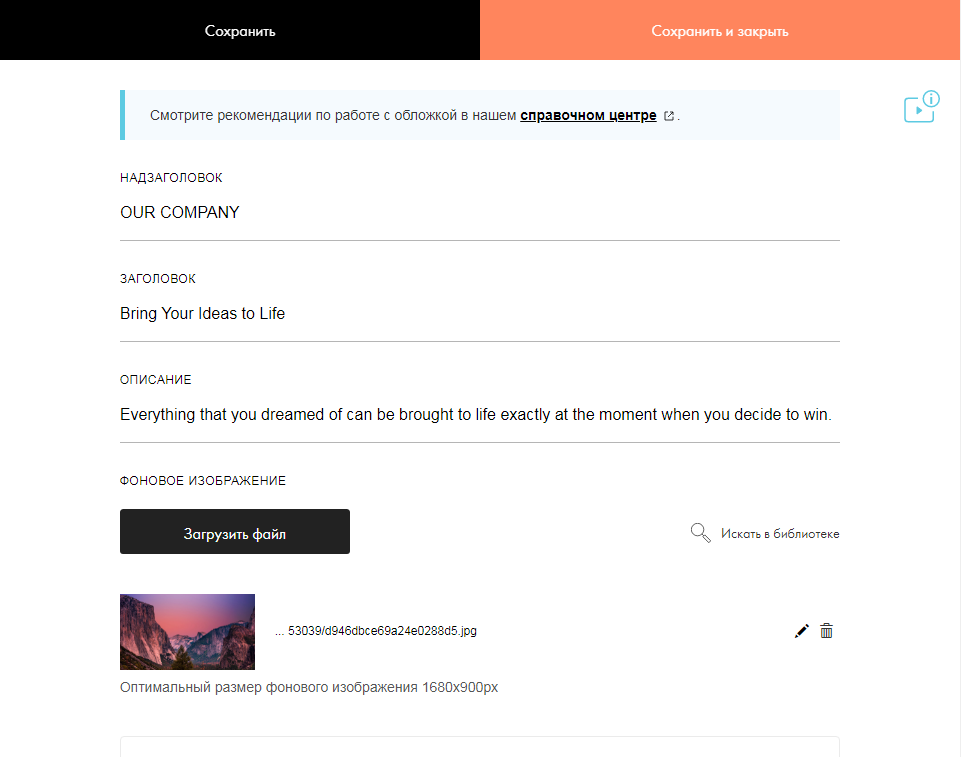 Сохранить
Сохранить и закрыть
Смотрите рекомендации по работе с обложкой в нашем справочном центре .
НАДЗАГОЛОВОК
OUR COMPANY
ЗАГОЛОВОК
Bring Your Ideas to Life
ОПИСАНИЕ
Everything that you dreamed of can be brought to life exactly at the moment when you decide to win.
ФОНОВОЕ ИЗОБРАЖЕНИЕ
Загрузить файл
Искать в библиотеке
... 53039/d946dbce69a24e0288d5.jpg
Оптимальный размер фонового изображения 1680x900px